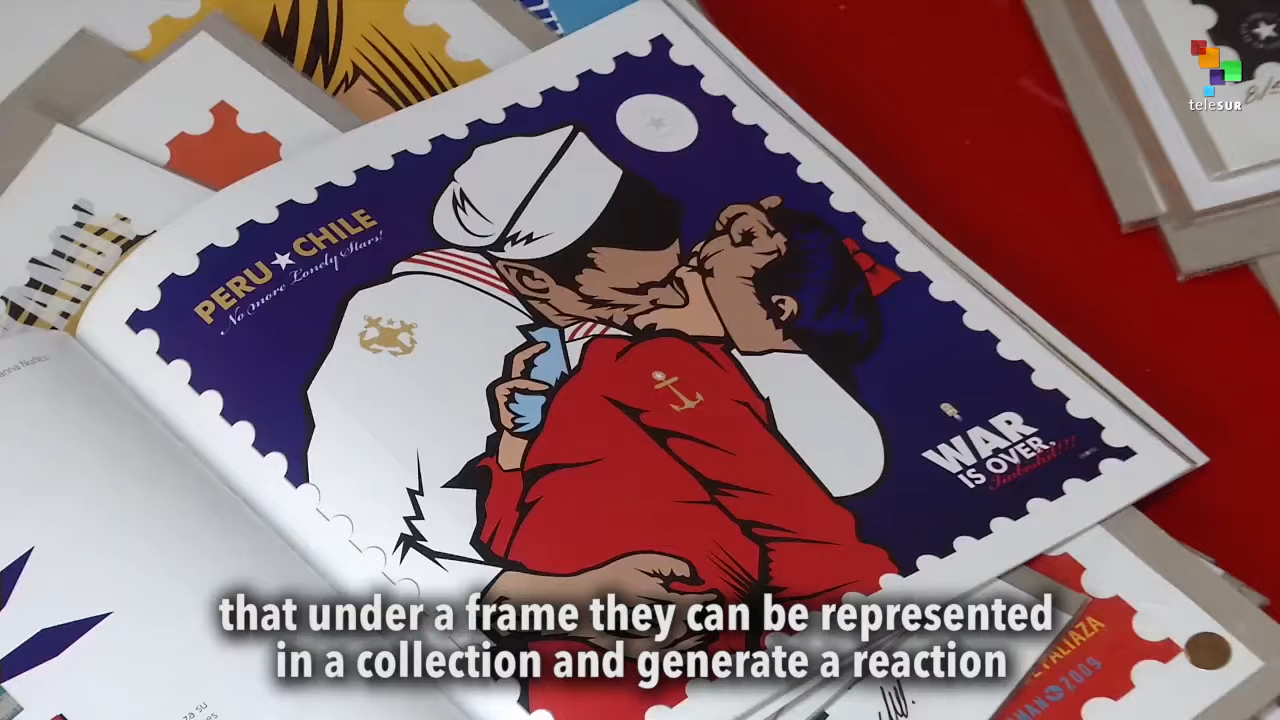 teleSUR
PERU ★ CHILE
No more Lonely Stars!
WAR
IS OVER,
that under a frame they can be represented
in a collection and generate a reaction
2009